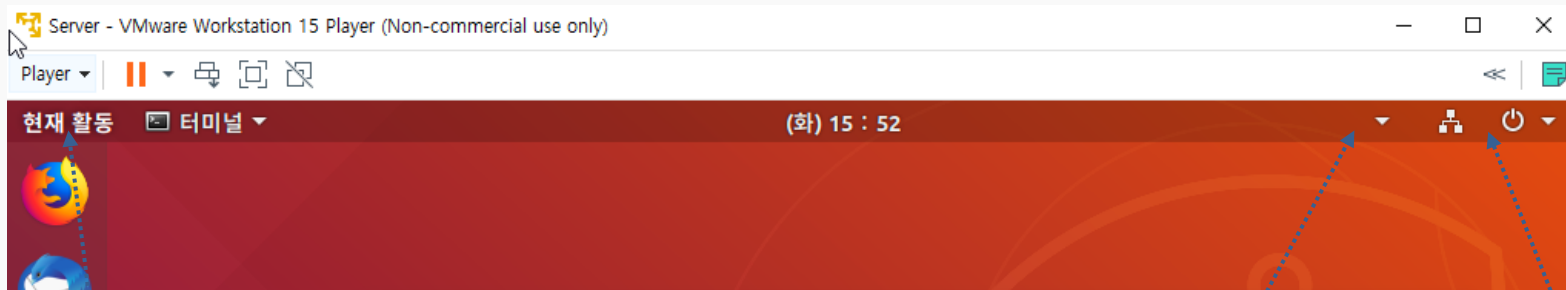 Server - VMware Workstation 15 Player (Non-commercial use only)
Player
현재 활동 터미널 (화) 15 : 52